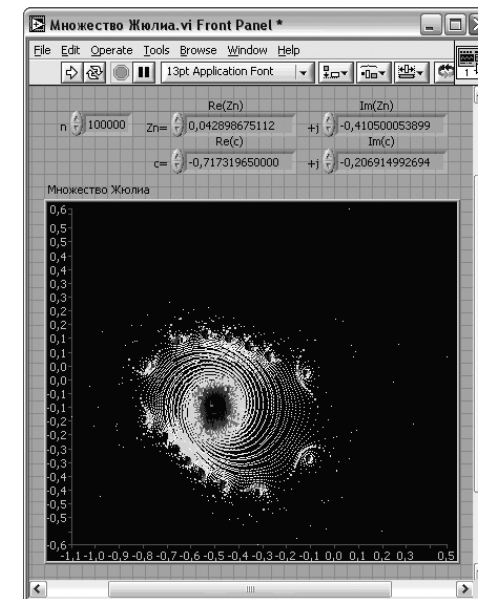 Множество Жюлиа.vi Front Panel *
File Edit Operate Tools Browse Window Help
13pt Application Font
1
Re(Zn) Im(Zn)
n 100000 Zn= 0,042898675112 +j -0,410500053899
Re(c) Im(c)
c= -0,717319650000 +j -0,206914992694
Множество Жюлиа
0,6
0,5
0,5
0,4
0,4
0,3
0,3
0,2
0,2
0,1
0,1
0,0
0,0
-0,1
-0,1
-0,2
-0,2
-0,3
-0,3
-0,4
-0,4
-0,5
-0,5
-0,6
-1,1 -1,0 -0,9 -0,8 -0,7 -0,6 -0,5 -0,4 -0,3 -0,2 -0,1 0,0 0,1 0,2 0,3 0,5